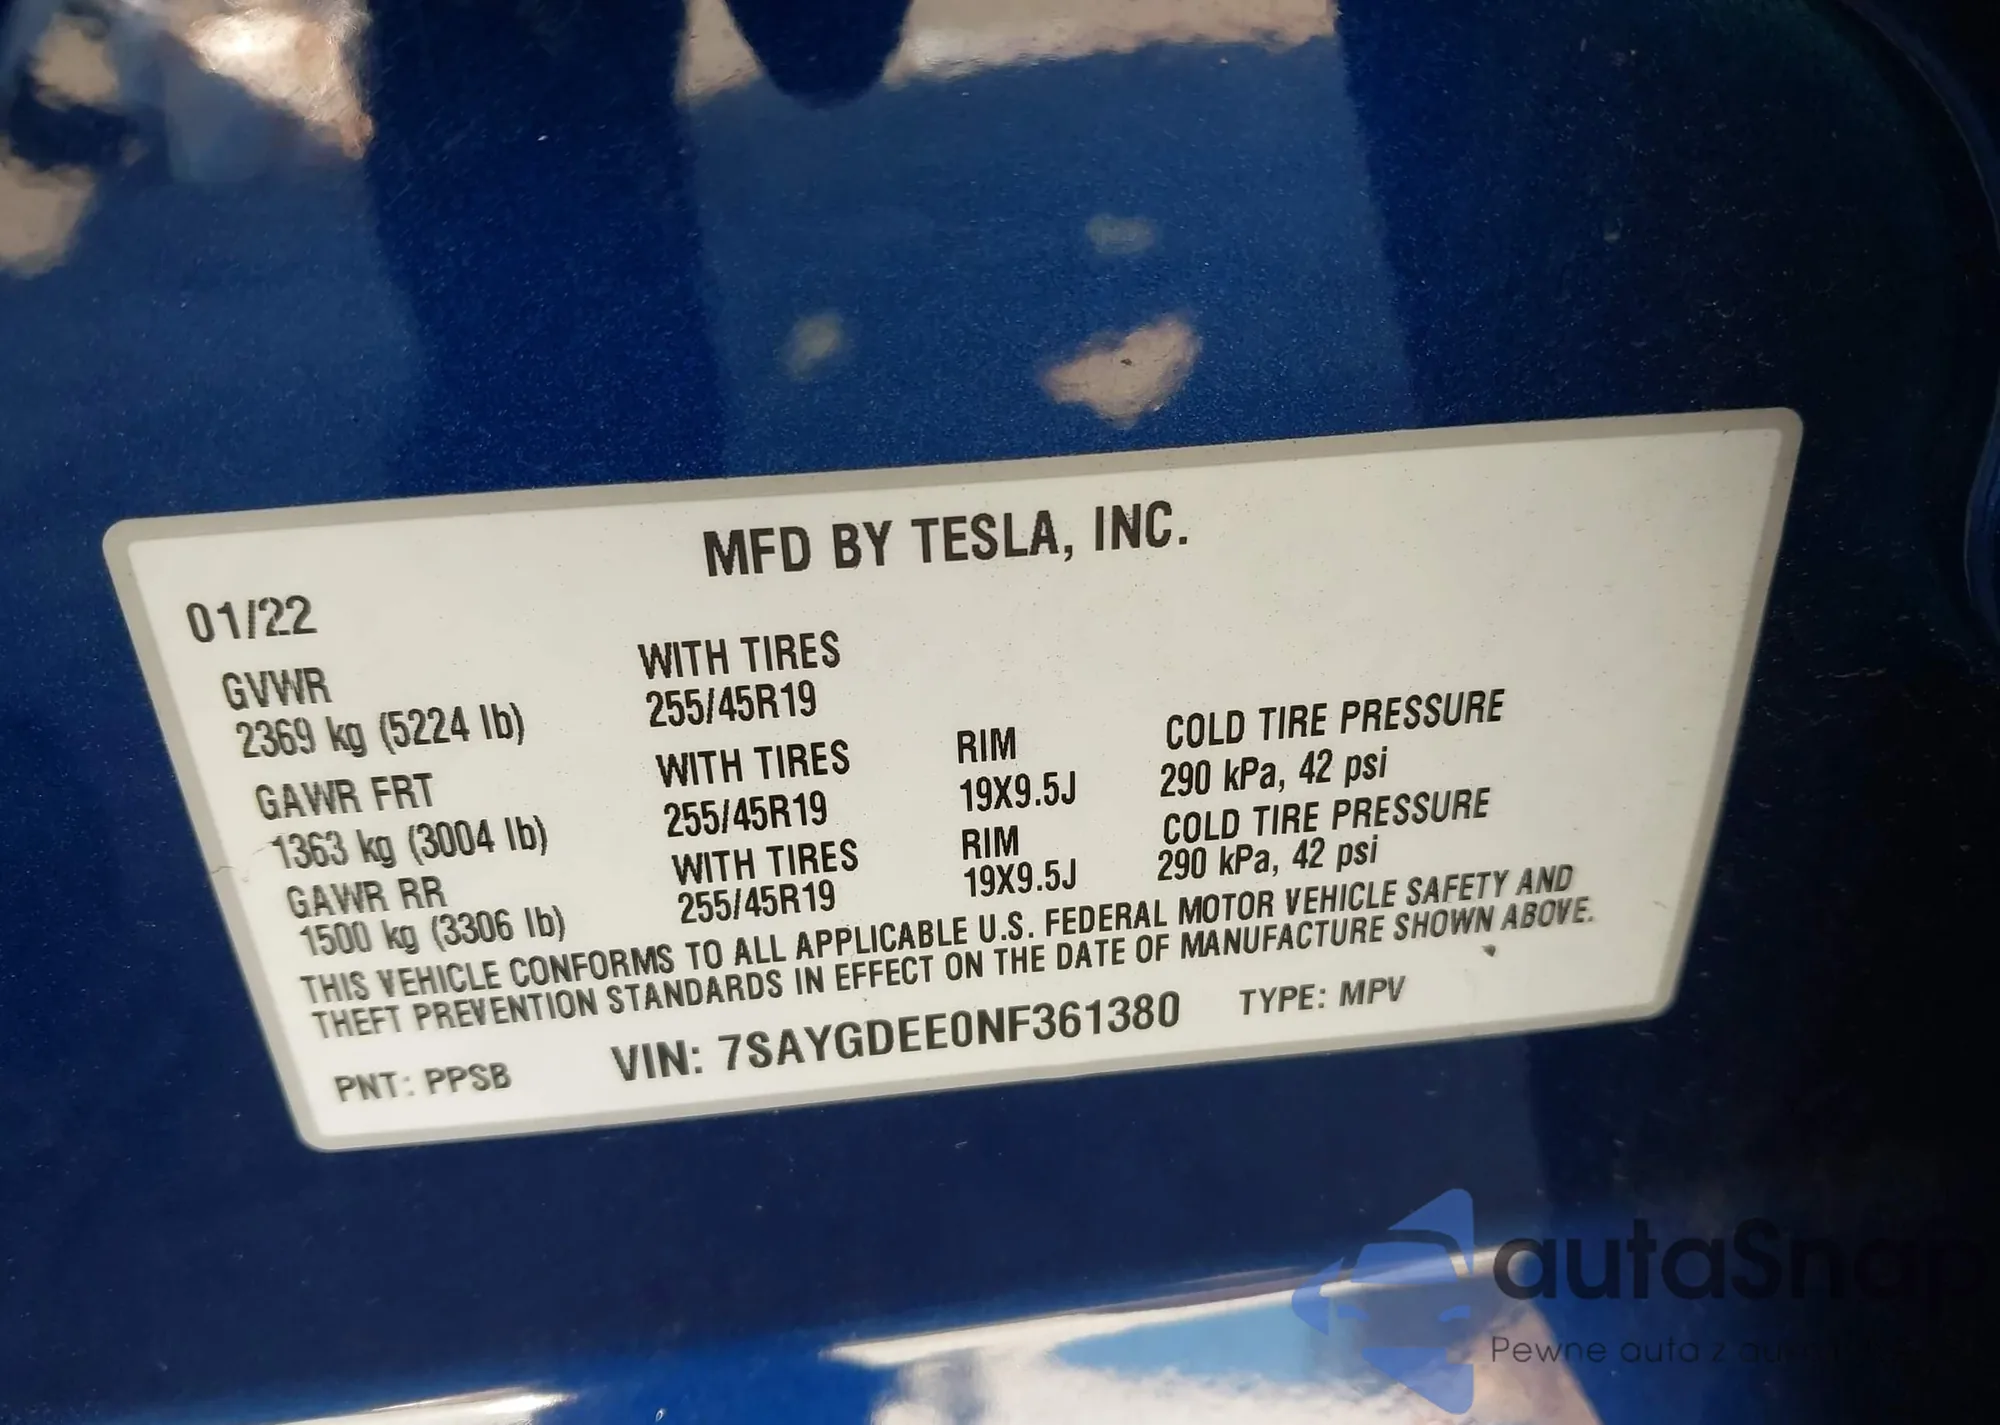 MFD BY TESLA, INC.
01/22
GVWR WITH TIRES
2369 kg (5224 lb) 255/45R19
GAWR FRT WITH TIRES RIM COLD TIRE PRESSURE
1363 kg (3004 lb) 255/45R19 19X9.5J 290 kPa, 42 psi
GAWR RR WITH TIRES RIM COLD TIRE PRESSURE
1500 kg (3306 lb) 255/45R19 19X9.5J 290 kPa, 42 psi
THIS VEHICLE CONFORMS TO ALL APPLICABLE U.S. FEDERAL MOTOR VEHICLE SAFETY AND
THEFT PREVENTION STANDARDS IN EFFECT ON THE DATE OF MANUFACTURE SHOWN ABOVE.
PNT: PPSB VIN: 7SAYGDEE0NF361380 TYPE: MPV
autaSnap
Pewne auta z